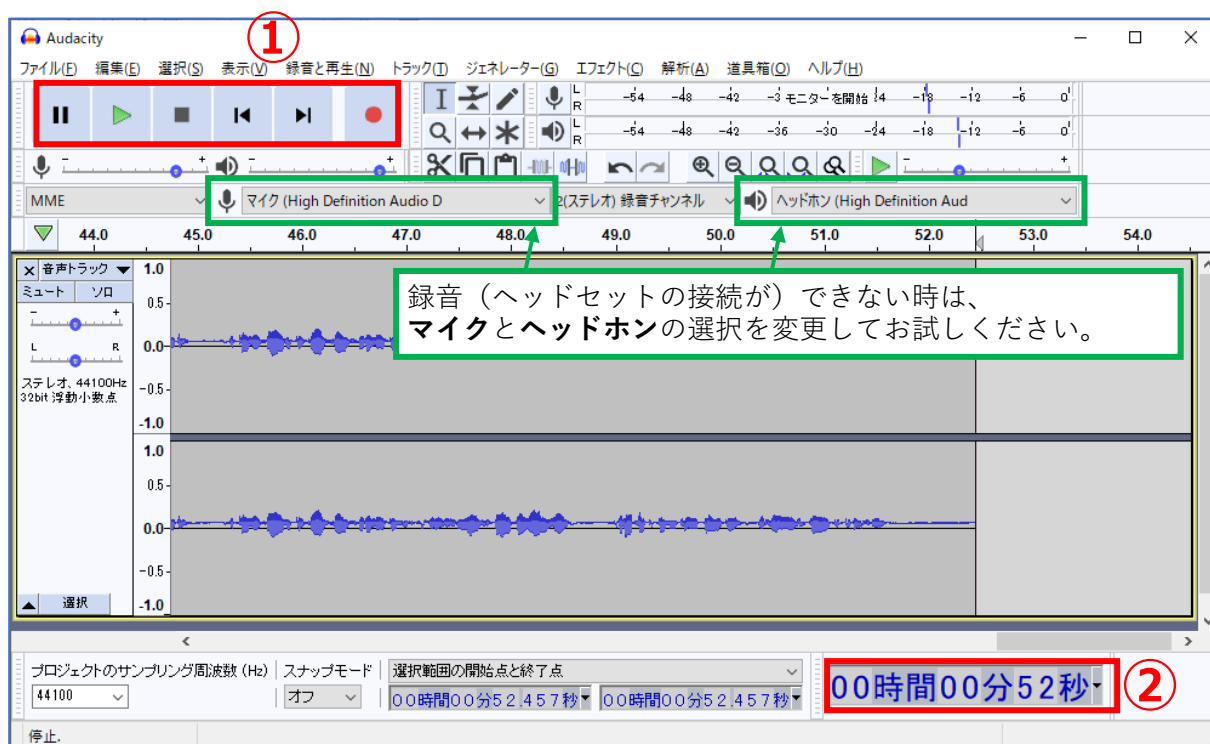 Audacity
①
ファイル(F) 編集(E) 選択(S) 表示(V) 録音と再生(N) トラック(T) ジェネレーター(G) エフェクト(C) 解析(A) 道具箱(O) ヘルプ(H)
L R -54 -48 -42 -3 モニターを開始 !4 -18 -12 -6 0
L R -54 -48 -42 -36 -30 -24 -18 -12 -6 0
- + - + - +
MME マイク (High Definition Audio D 2(ステレオ) 録音チャンネル ヘッドホン (High Definition Aud
44.0 45.0 46.0 47.0 48.0 49.0 50.0 51.0 52.0 53.0 54.0
録音（ヘッドセットの接続が）できない時は、
マイクとヘッドホンの選択を変更してお試しください。
× 音声トラック
ミュート ソロ
- +
L R
ステレオ、44100Hz
32bit 浮動小数点
選択
1.0
0.5
0.0
-0.5
-1.0
1.0
0.5
0.0
-0.5
-1.0
プロジェクトのサンプリング周波数 (Hz) スナップモード 選択範囲の開始点と終了点
44100 オフ 00時間00分52.457秒 00時間00分52.457秒
00時間00分52秒
②
停止.